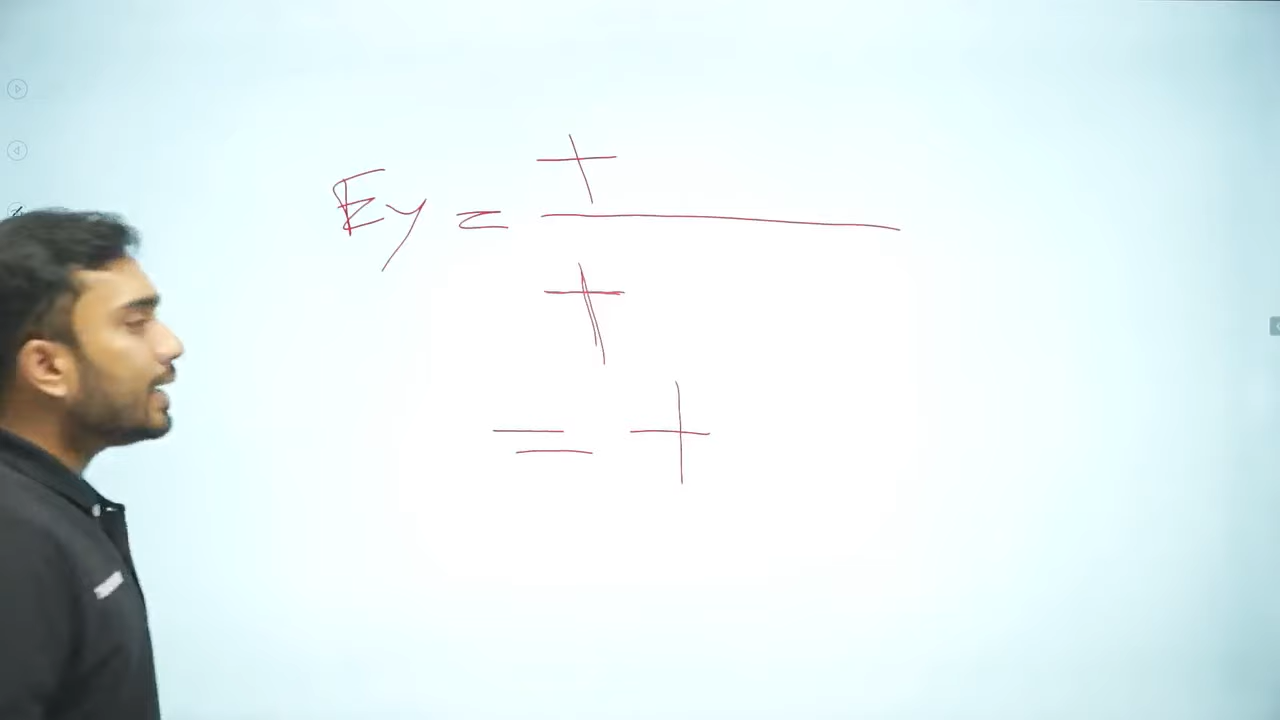 Ey = +
+
= +